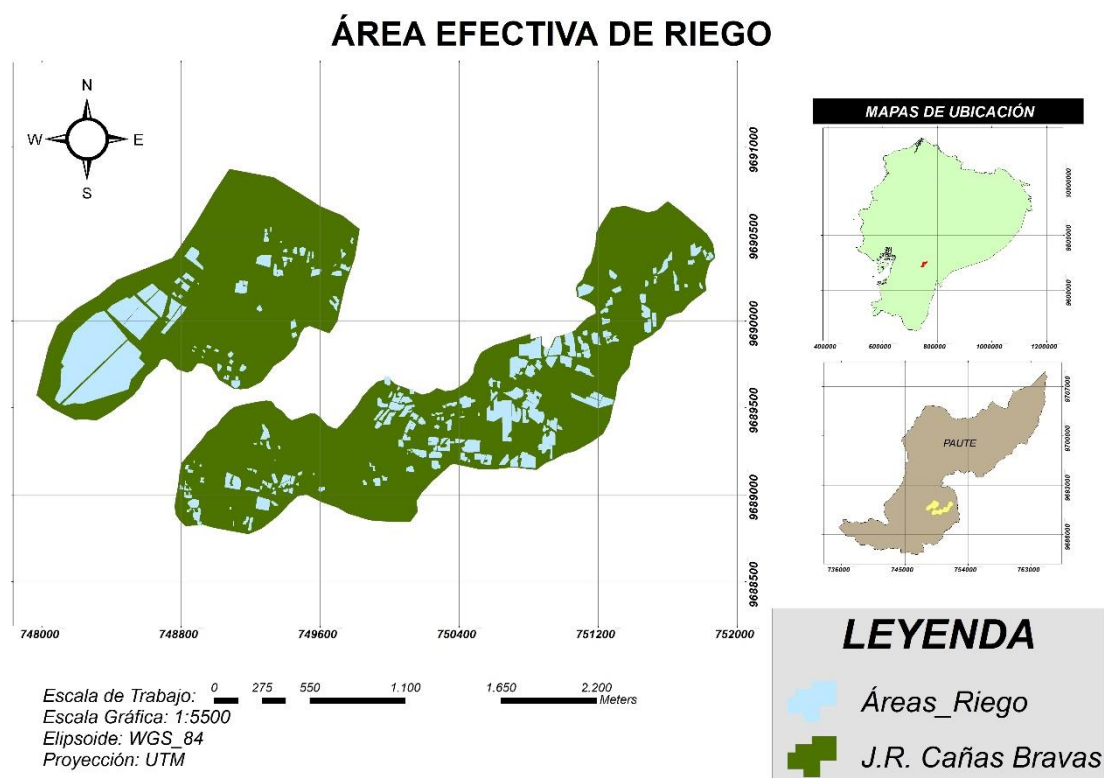 ÁREA EFECTIVA DE RIEGO
N
W E
S
9691000
9690500
9690000
9689500
9689000
9688500
748000 748800 749600 750400 751200 752000
Escala de Trabajo: 0 275 550 1.100 1.650 2.200
Meters
Escala Gráfica: 1:5500
Elipsoide: WGS_84
Proyección: UTM
MAPAS DE UBICACIÓN
400000 600000 800000 1000000 1200000
PAUTE
9707000
9700000
736000 745000 754000 763000
LEYENDA
Áreas_Riego
J.R. Cañas Bravas